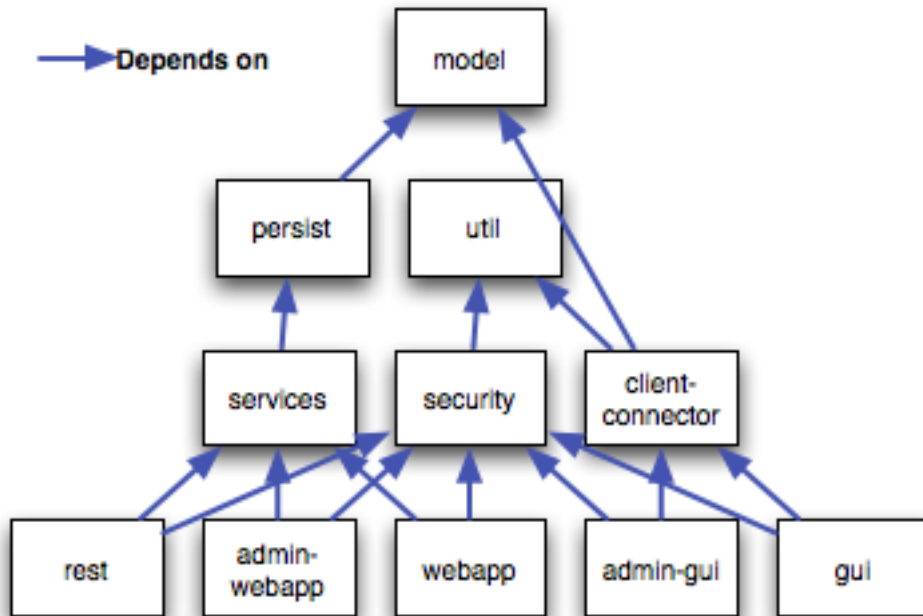 Depends on
model
persist
util
services
security
client-
connector
rest
admin-
webapp
webapp
admin-gui
gui